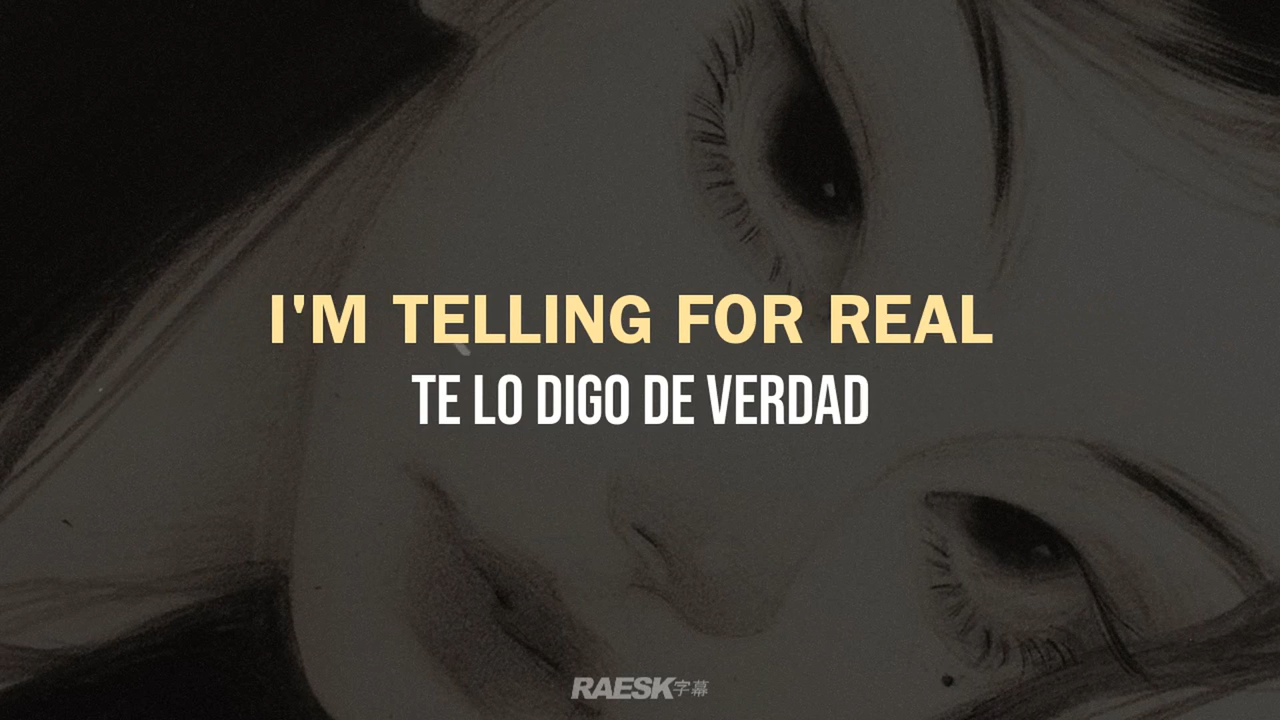 I'M TELLING FOR REAL
TE LO DIGO DE VERDAD
RAESK字幕